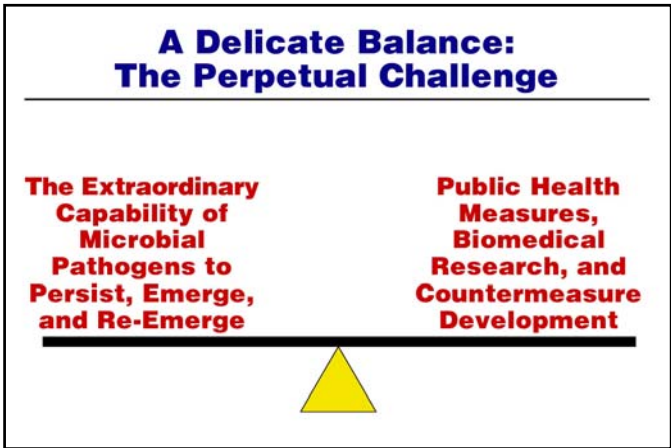 A Delicate Balance:
The Perpetual Challenge
The Extraordinary
Capability of
Microbial
Pathogens to
Persist, Emerge,
and Re-Emerge
Public Health
Measures,
Biomedical
Research, and
Countermeasure
Development